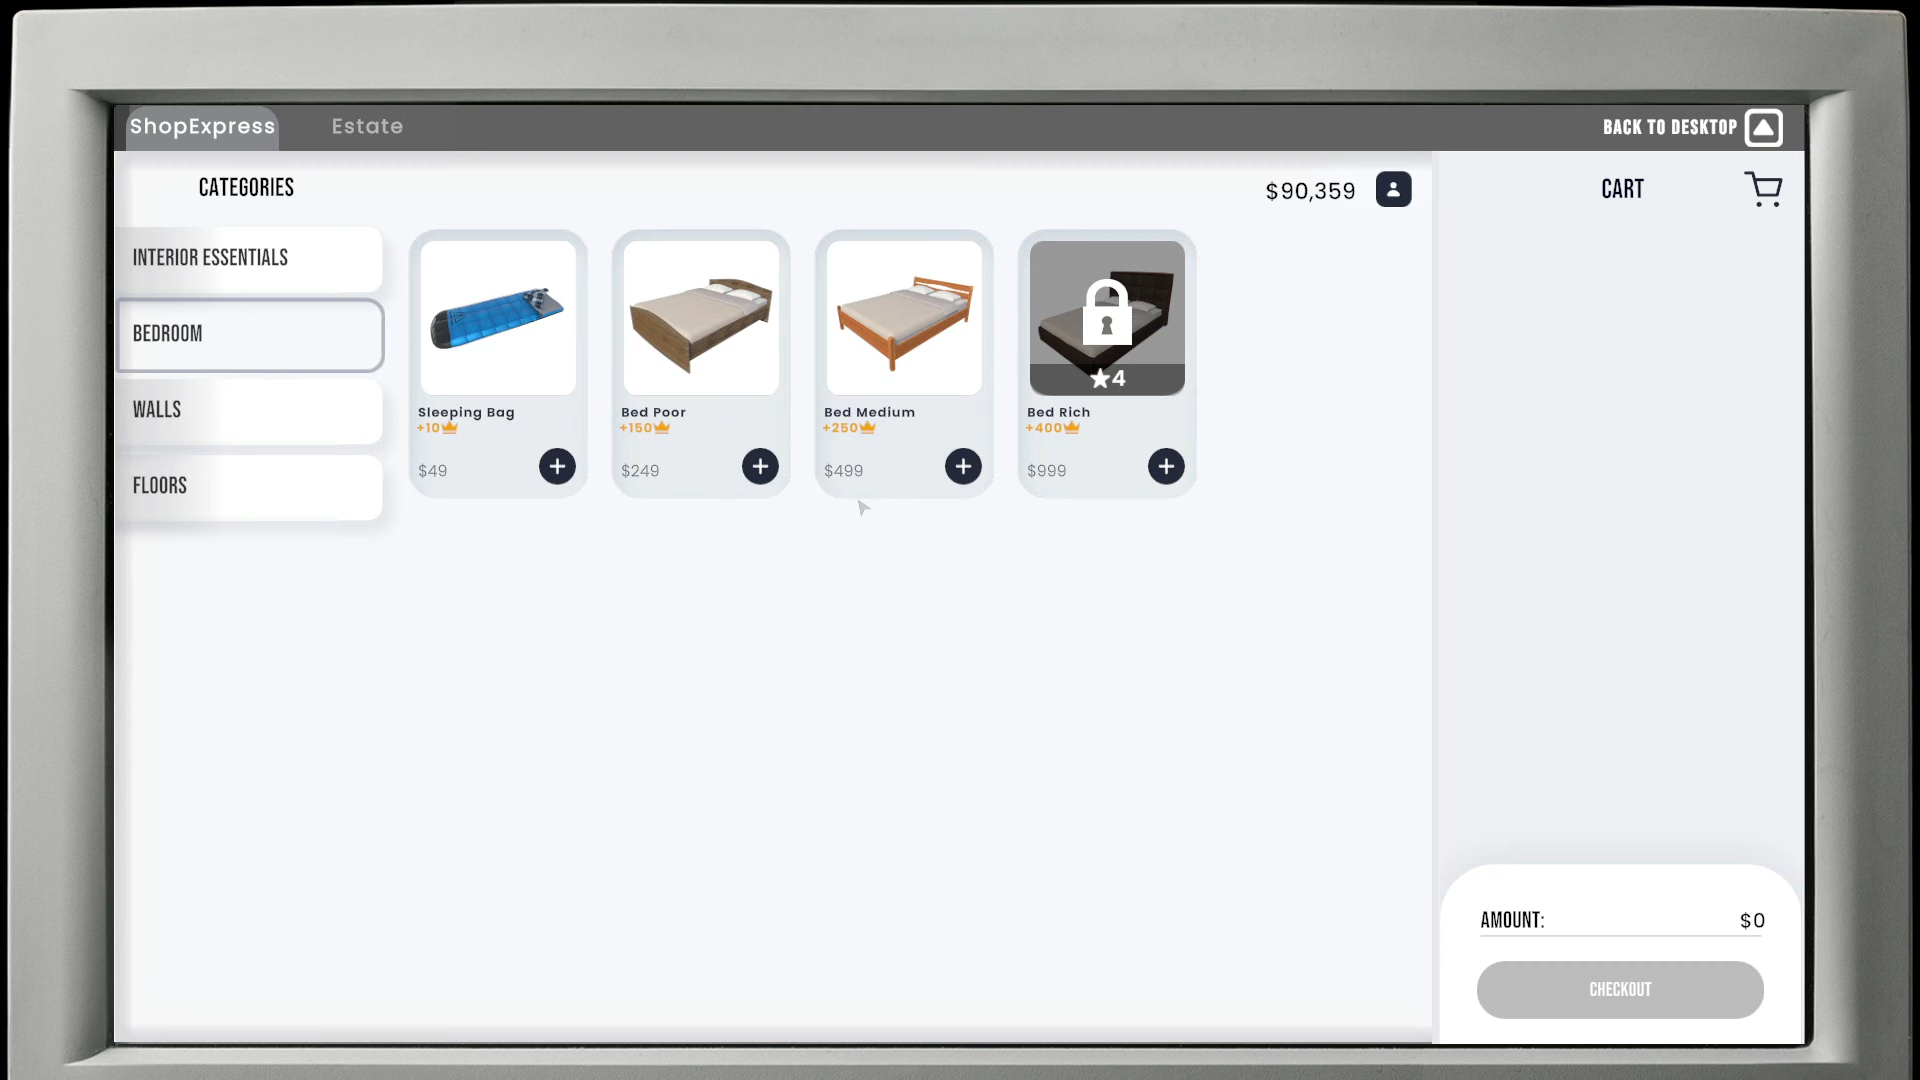 ShopExpress
Estate
BACK TO DESKTOP
CATEGORIES
$90,359
CART
INTERIOR ESSENTIALS
BEDROOM
WALLS
FLOORS
Sleeping Bag
+10
$49
Bed Poor
+150
$249
Bed Medium
+250
$499
4
Bed Rich
+400
$999
AMOUNT: $0
CHECKOUT